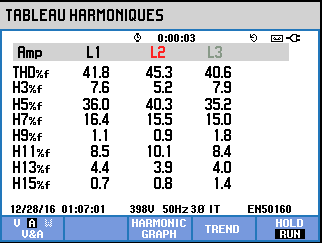 TABLEAU HARMONIQUES
0:00:03
Amp L1 L2 L3
THD%f 41.8 45.3 40.6
H3%f 7.6 5.2 7.9
H5%f 36.0 40.3 35.2
H7%f 16.4 15.5 15.0
H9%f 1.1 0.9 1.8
H11%f 8.5 10.1 8.4
H13%f 4.4 3.9 4.0
H15%f 0.7 0.8 1.4
12/28/16 01:07:01 398V 50Hz 3Ø IT EN50160
V A W HARMONIC TREND HOLD
V&A GRAPH RUN